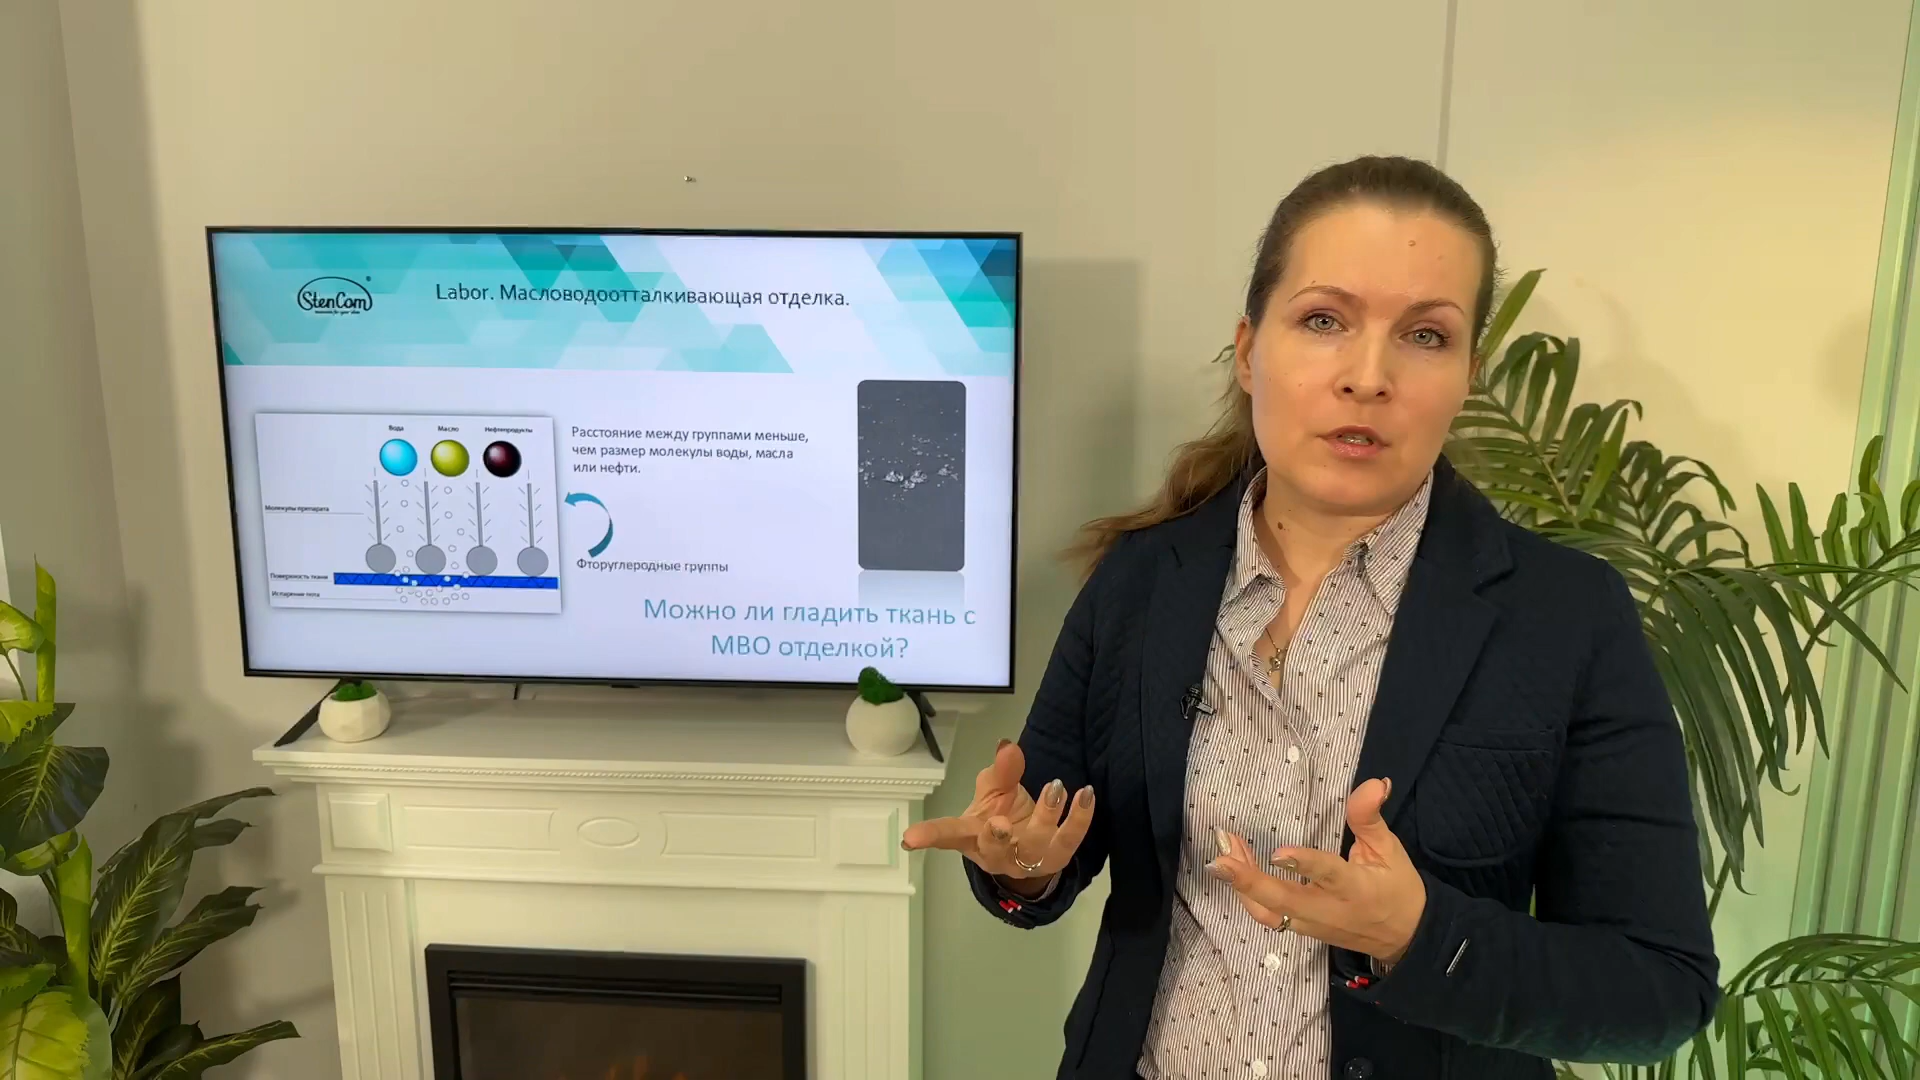 StenCom
Labor. Масловодоотталкивающая отделка.
Вода
Масло
Нефтепродукты
Молекулы препарата
Поверхность ткани
Испарение пота
Расстояние между группами меньше,
чем размер молекулы воды, масла
или нефти.
Фторуглеродные группы
Можно ли гладить ткань с
МВО отделкой?